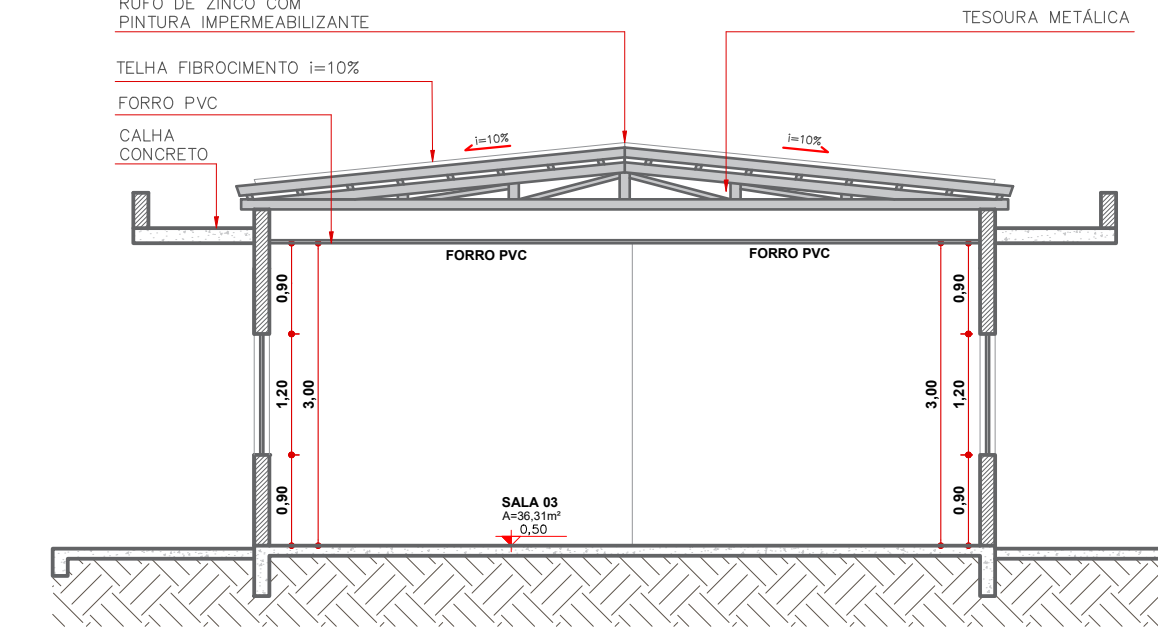 RUFO DE ZINCO COM
PINTURA IMPERMEABILIZANTE
TESOURA METÁLICA
TELHA FIBROCIMENTO i=10%
FORRO PVC
CALHA
CONCRETO
i=10%
i=10%
FORRO PVC
FORRO PVC
0,90
0,90
1,20
3,00
3,00
1,20
0,90
0,90
SALA 03
A=36,31m²
0,50